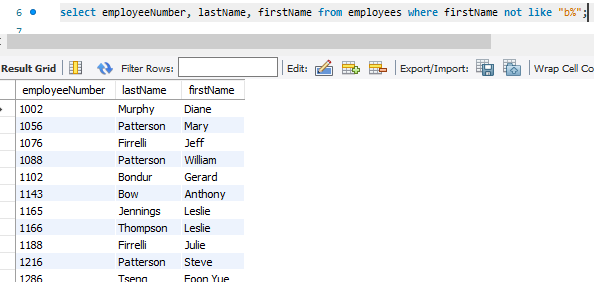 6 select employeeNumber, lastName, firstName from employees where firstName not like "b%";
7
Result Grid Filter Rows: Edit: Export/Import: Wrap Cell Co
employeeNumber lastName firstName
1002 Murphy Diane
1056 Patterson Mary
1076 Firrelli Jeff
1088 Patterson William
1102 Bondur Gerard
1143 Bow Anthony
1165 Jennings Leslie
1166 Thompson Leslie
1188 Firrelli Julie
1216 Patterson Steve
1286 Tseng Foon Yue